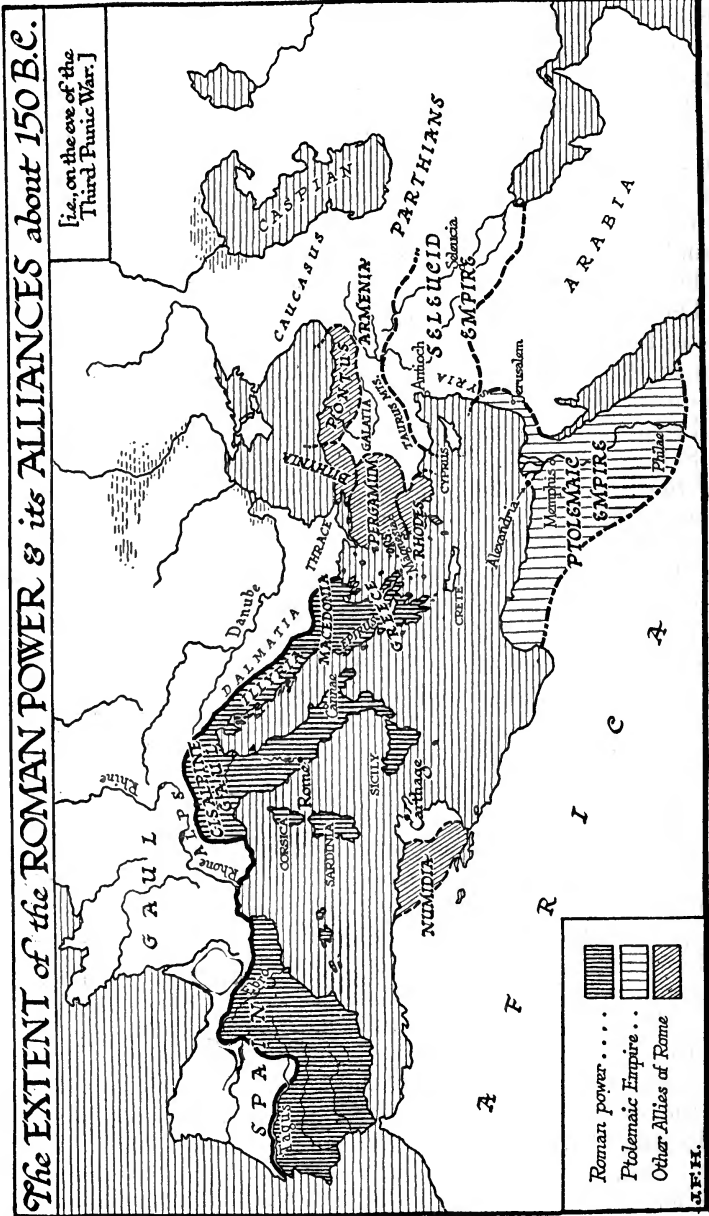 The EXTENT of the ROMAN POWER & its ALLIANCES about 150 B.C.
[i.e., on the eve of the
Third Punic War.]
CASPIAN
PARTHIANS
CAUCASUS
ARMENIA
PONTUS
GALATIA
BITHYNIA
TAURUS MTS.
PERGAMUM
RHODES
THRACE
Danube
DALMATIA
ILLYRIA
MACEDONIA
EPIRUS
GREECE
Magnesia
CRETE
CYPRUS
Antioch
SYRIA
SELEUCID
EMPIRE
Seleucia
ARABIA
Jerusalem
Alexandria
Memphis
PTOLEMAIC
EMPIRE
Philae
Rhine
GAUL
ALPS
Rhone
CISALPINE
GAUL
Rome
Cannae
CORSICA
SARDINIA
SICILY
Carthage
NUMIDIA
SPAIN
Ebro
Tagus
AFRICA
Roman power....
Ptolemaic Empire..
Other Allies of Rome
J.F.H.